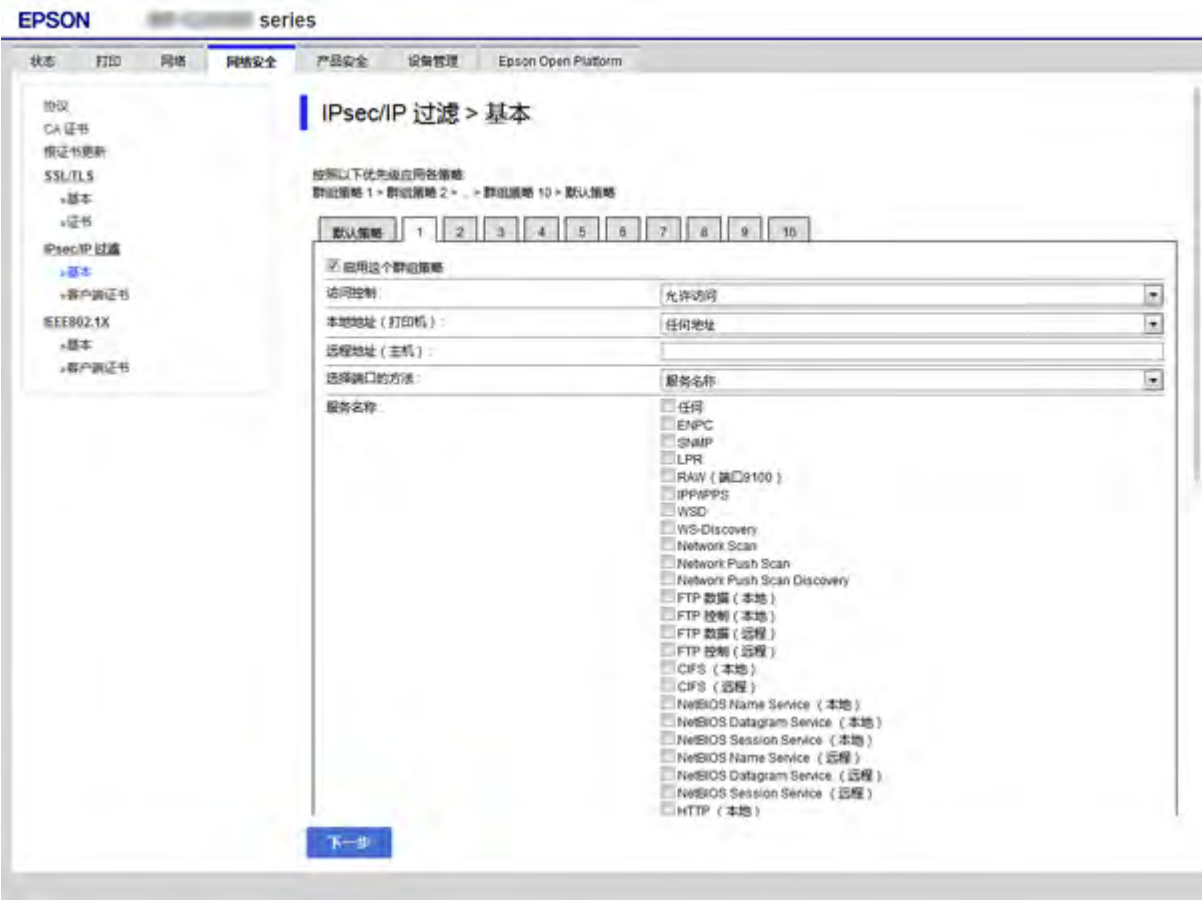 EPSON series
状态 打印 网络 网络安全 产品安全 设备管理 Epson Open Platform
协议
CA 证书
根证书更新
SSL/TLS
»基本
»证书
IPsec/IP 过滤
»基本
»客户端证书
IEEE802.1X
»基本
»客户端证书
IPsec/IP 过滤 > 基本
按照以下优先级应用各策略
群组策略 1 > 群组策略 2 > .. > 群组策略 10 > 默认策略
默认策略 1 2 3 4 5 6 7 8 9 10
启用这个群组策略
访问控制: 允许访问
本地地址(打印机): 任何地址
远程地址(主机):
选择端口的方法: 服务名称
服务名称: 任何
ENPC
SNMP
LPR
RAW(端口9100)
IPP/IPPS
WSD
WS-Discovery
Network Scan
Network Push Scan
Network Push Scan Discovery
FTP 数据(本地)
FTP 控制(本地)
FTP 数据(远程)
FTP 控制(远程)
CIFS (本地)
CIFS (远程)
NetBIOS Name Service (本地)
NetBIOS Datagram Service (本地)
NetBIOS Session Service (本地)
NetBIOS Name Service (远程)
NetBIOS Datagram Service (远程)
NetBIOS Session Service (远程)
HTTP (本地)
下一步